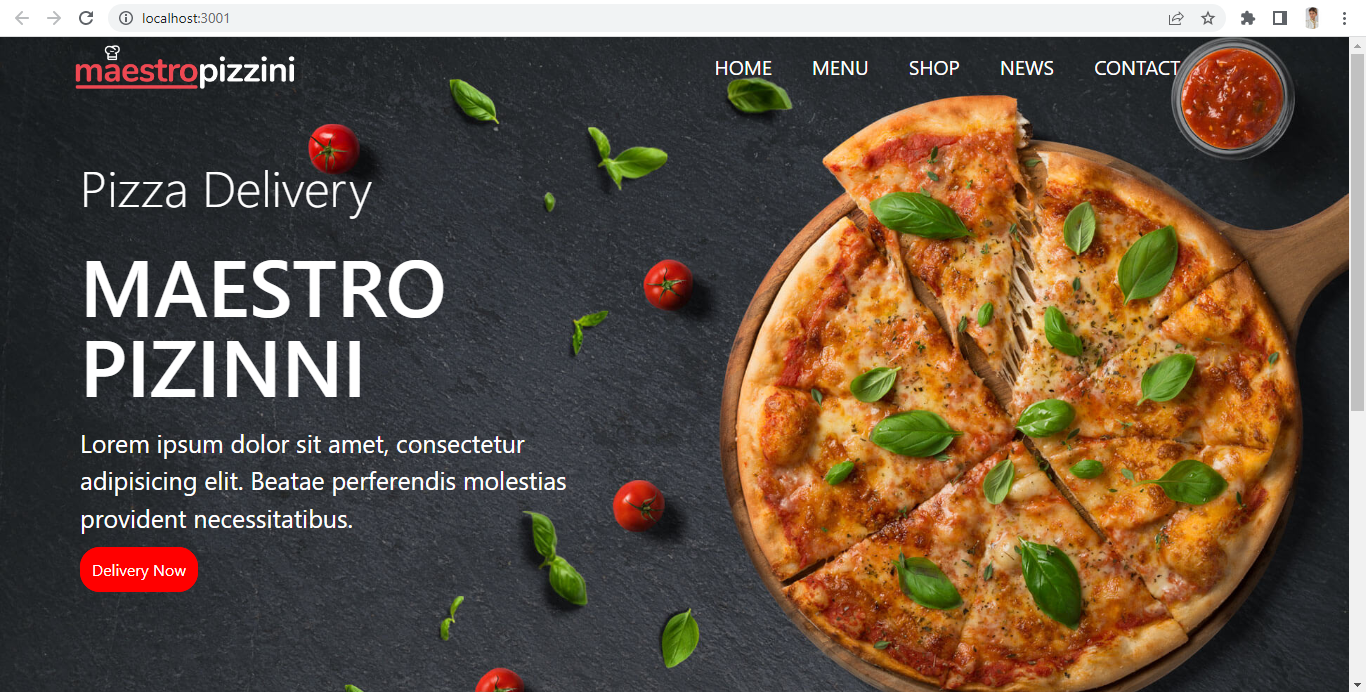 localhost:3001
maestropizzini
HOME MENU SHOP NEWS CONTACT
Pizza Delivery
MAESTRO
PIZINNI
Lorem ipsum dolor sit amet, consectetur
adipisicing elit. Beatae perferendis molestias
provident necessitatibus.
Delivery Now